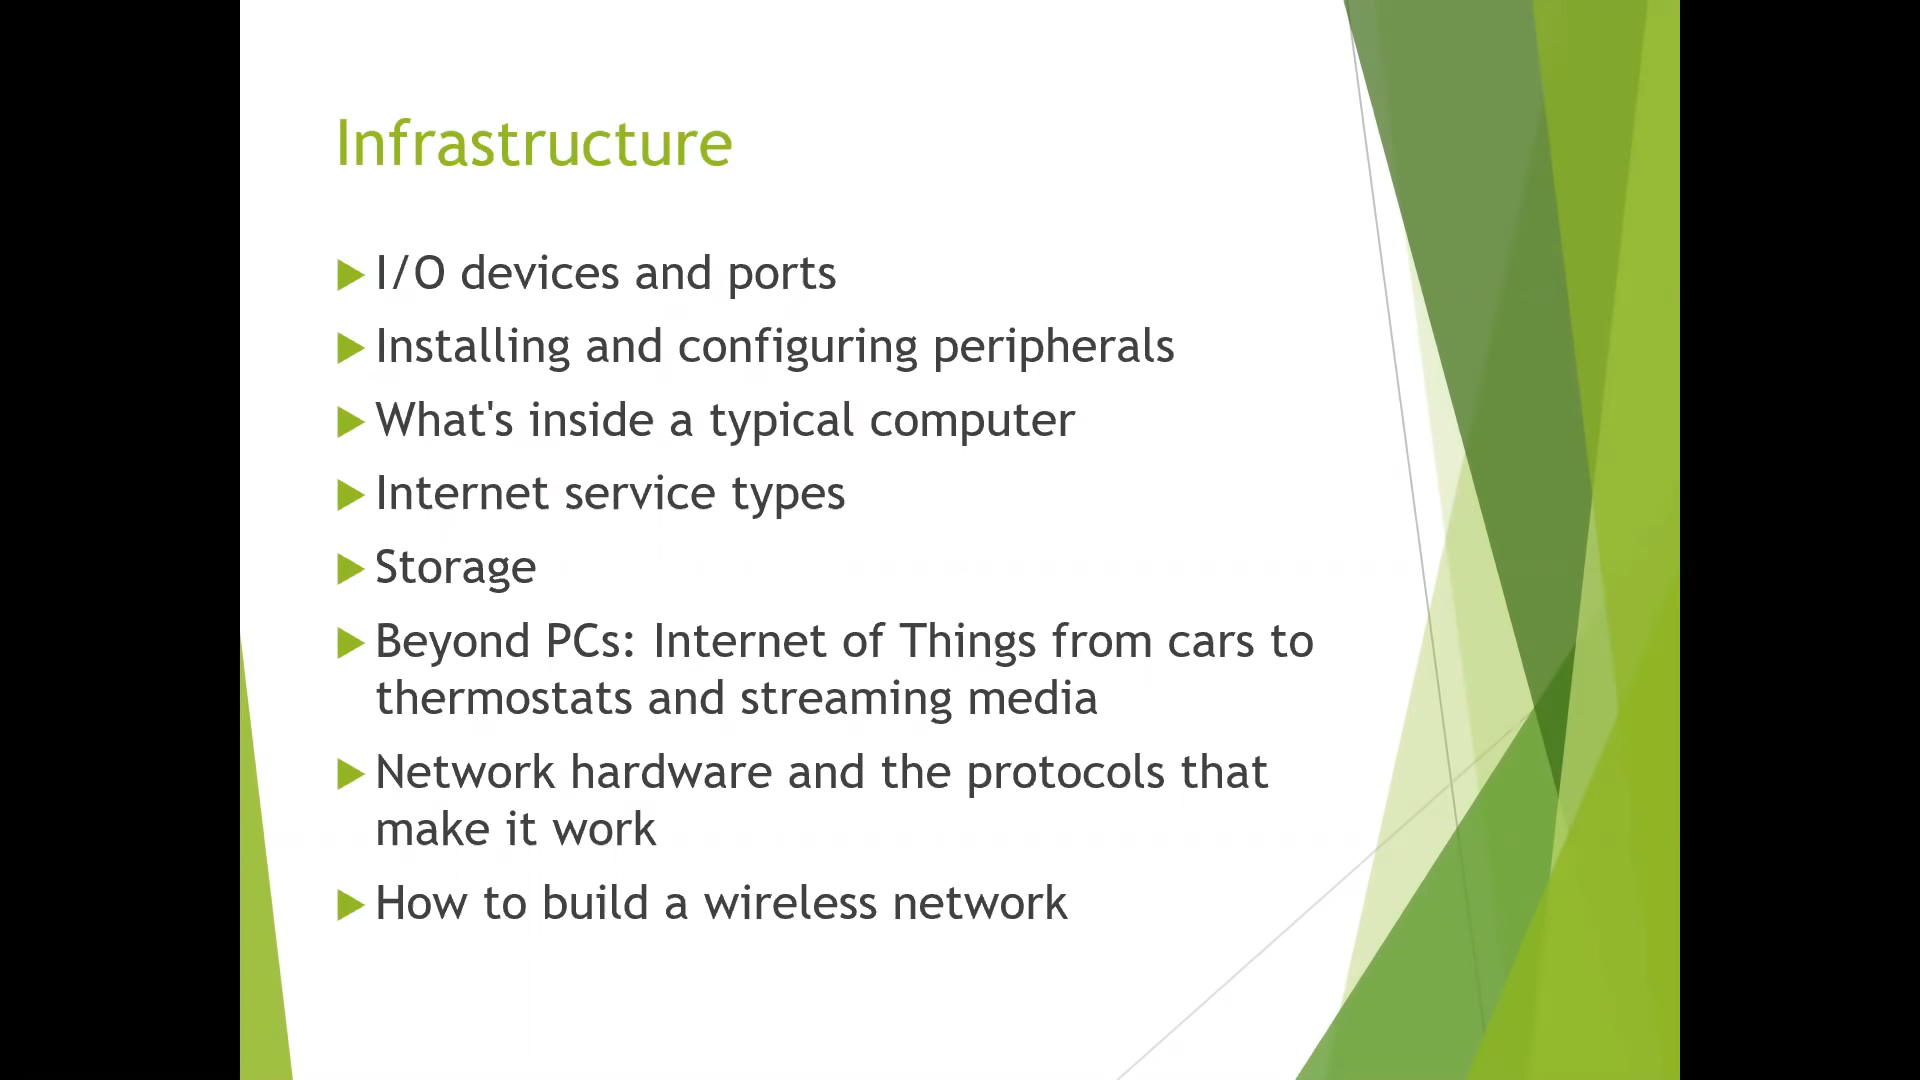 Infrastructure
I/O devices and ports
Installing and configuring peripherals
What's inside a typical computer
Internet service types
Storage
Beyond PCs: Internet of Things from cars to
thermostats and streaming media
Network hardware and the protocols that
make it work
How to build a wireless network